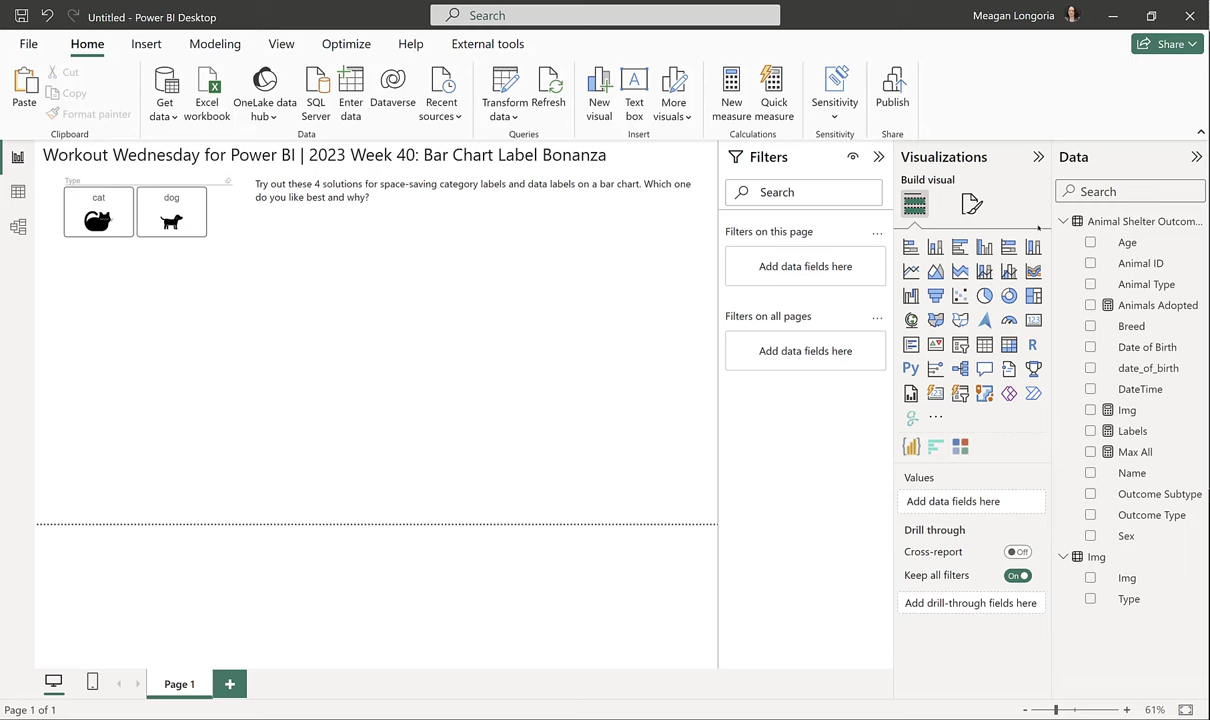 Untitled - Power BI Desktop
Search
Meagan Longoria
File
Home
Insert
Modeling
View
Optimize
Help
External tools
Share
Paste
Cut
Copy
Format painter
Clipboard
Get data
Excel workbook
OneLake data hub
SQL Server
Enter data
Dataverse
Recent sources
Data
Transform data
Refresh
Queries
New visual
Text box
More visuals
Insert
New measure
Quick measure
Calculations
Sensitivity
Sensitivity
Publish
Share
Workout Wednesday for Power BI | 2023 Week 40: Bar Chart Label Bonanza
Type
cat
dog
Try out these 4 solutions for space-saving category labels and data labels on a bar chart. Which one
do you like best and why?
Filters
Search
Filters on this page
...
Add data fields here
Filters on all pages
...
Add data fields here
Visualizations
Build visual
123
R
Py
123
...
Values
Add data fields here
Drill through
Cross-report
Off
Keep all filters
On
Add drill-through fields here
Data
Search
Animal Shelter Outcom...
Age
Animal ID
Animal Type
Animals Adopted
Breed
Date of Birth
date_of_birth
DateTime
Img
Labels
Max All
Name
Outcome Subtype
Outcome Type
Sex
Img
Img
Type
Page 1
+
Page 1 of 1
-
+
61%